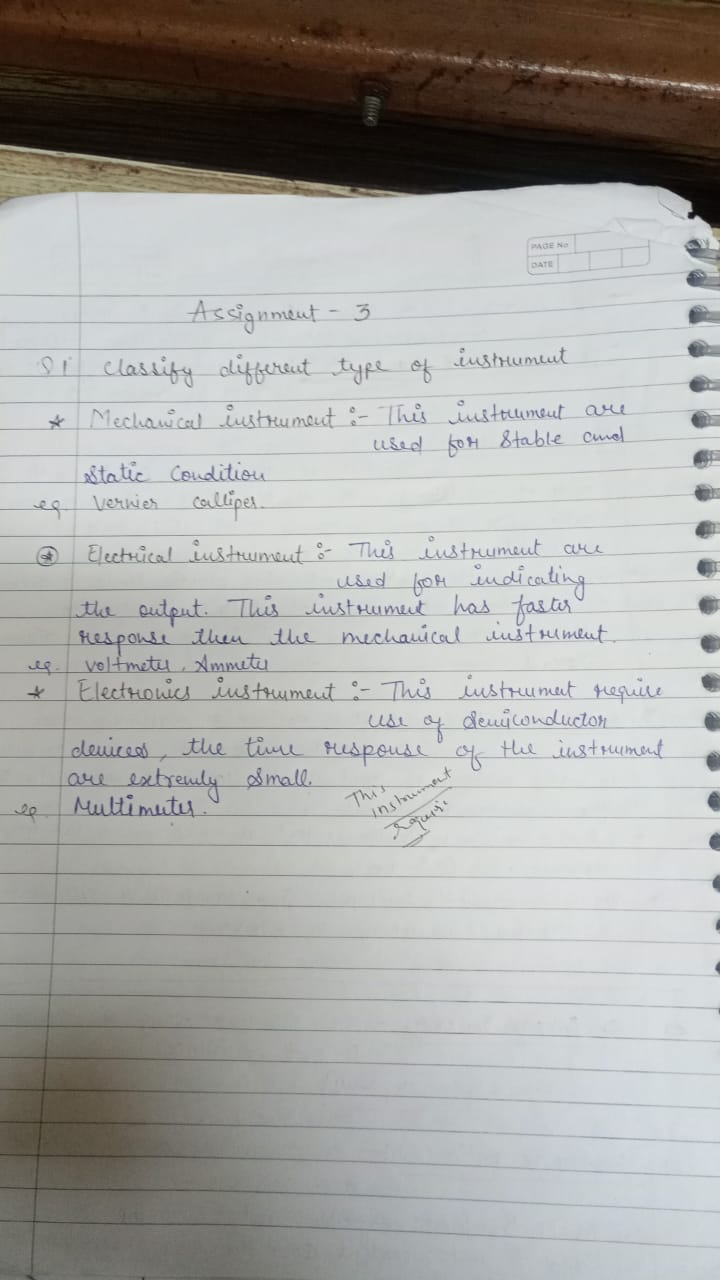 PAGE No
DATE
Assignment - 3
Q1 Classify different type of instrument
* Mechanical instrument :- This instrument are
used for Stable and
Static Condition
eg. Vernier callipes.
* Electrical instrument :- This instrument are
used for indicating
the output. This instrument has faster
response then the mechanical instrument.
eg. voltmeter, Ammeter
* Electronics instrument :- This instrument require
use of Semiconductor
devices, the time response of the instrument
are extremly small.
eg. Multimeter.
This
instrument
require